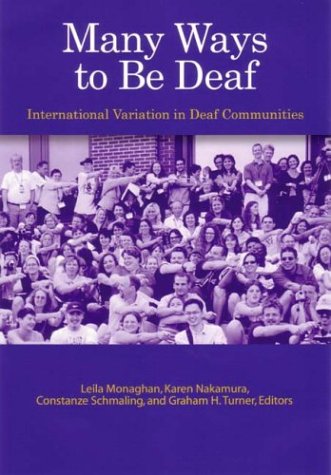 Many Ways
to Be Deaf
International Variation in Deaf Communities
Leila Monaghan, Karen Nakamura,
Constanze Schmaling, and Graham H. Turner, Editors